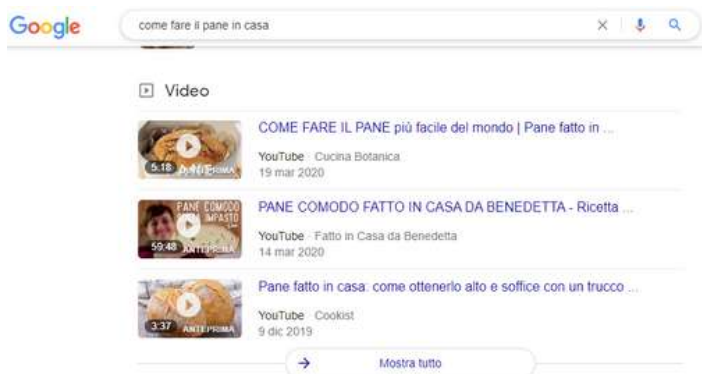 Google
come fare il pane in casa
Video
COME FARE IL PANE più facile del mondo | Pane fatto in ...
YouTube · Cucina Botanica
19 mar 2020
5:18
ANTEPRIMA
PANE COMODO FATTO IN CASA DA BENEDETTA - Ricetta ...
YouTube · Fatto in Casa da Benedetta
14 mar 2020
PANE COMODO
IMPASTO
59:48
ANTEPRIMA
Pane fatto in casa: come ottenerlo alto e soffice con un trucco ...
YouTube · Cookist
9 dic 2019
3:37
ANTEPRIMA
Mostra tutto